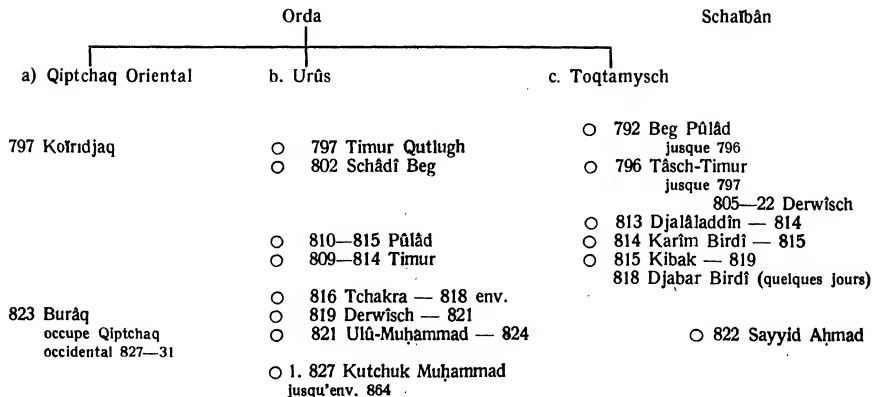 Orda Schaïbân
a) Qiptchaq Oriental b. Urûs c. Toqtamysch
○ 792 Beg Pûlâd
jusque 796
797 Koïrıdjaq ○ 797 Timur Qutlugh
○ 802 Schâdî Beg ○ 796 Tâsch-Timur
jusque 797
805—22 Derwîsch
○ 813 Djalâladdîn — 814
○ 810—815 Pûlâd ○ 814 Karîm Birdî — 815
○ 809—814 Timur ○ 815 Kibak — 819
818 Djabar Birdî (quelques jours)
○ 816 Tchakra — 818 env.
823 Burâq ○ 819 Derwîsch — 821
occupe Qiptchaq ○ 821 Ulû-Muḥammad — 824 ○ 822 Sayyid Aḥmad
occidental 827—31
○ 1. 827 Kutchuk Muḥammad
jusqu'env. 864